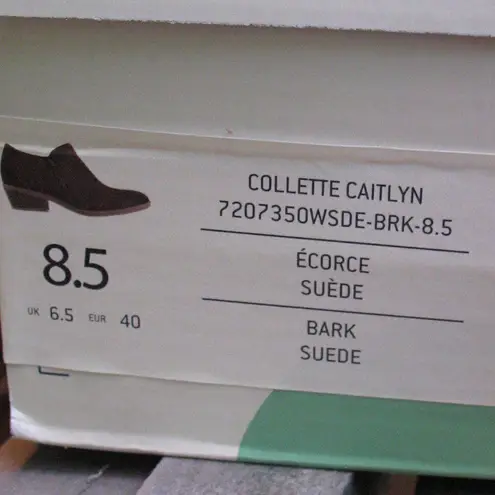 8.5
UK 6.5 EUR 40
COLLETTE CAITLYN
7207350WSDE-BRK-8.5
ÉCORCE
SUÈDE
BARK
SUEDE